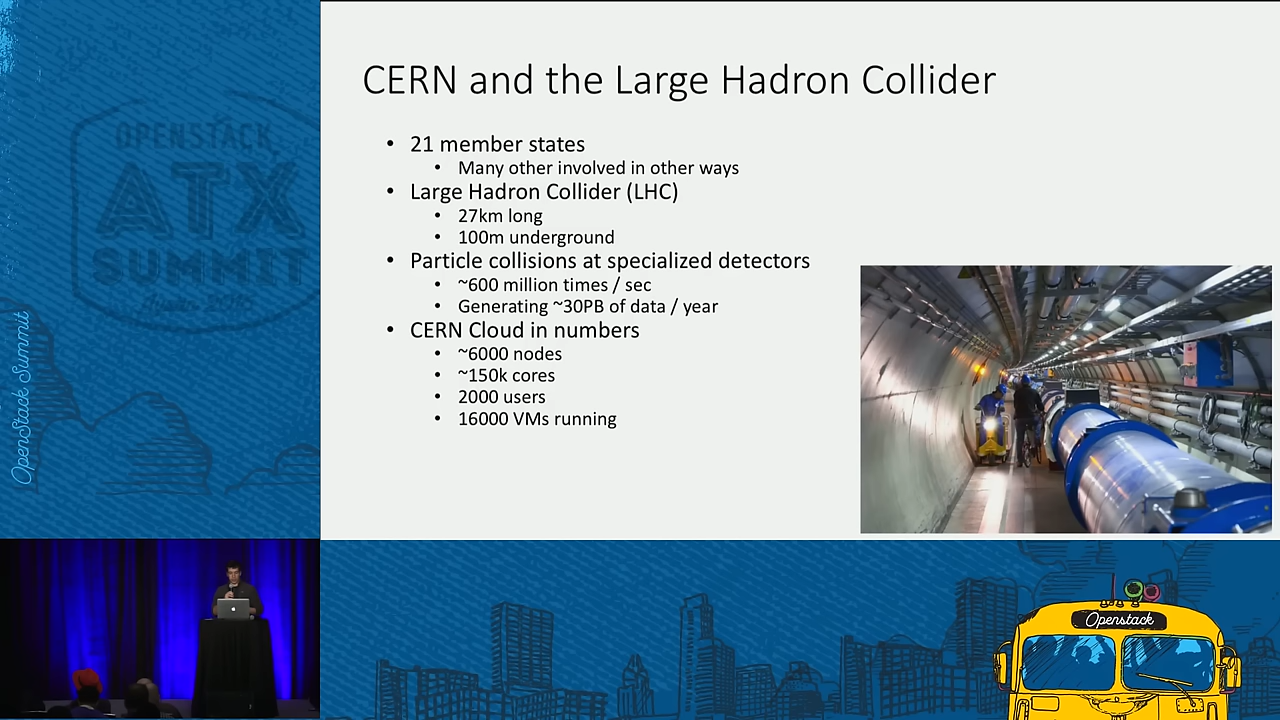 OPENSTACK
ATX
SUMMIT
OpenStack Summit
CERN and the Large Hadron Collider
• 21 member states
• Many other involved in other ways
• Large Hadron Collider (LHC)
• 27km long
• 100m underground
• Particle collisions at specialized detectors
• ~600 million times / sec
• Generating ~30PB of data / year
• CERN Cloud in numbers
• ~6000 nodes
• ~150k cores
• 2000 users
• 16000 VMs running
Openstack